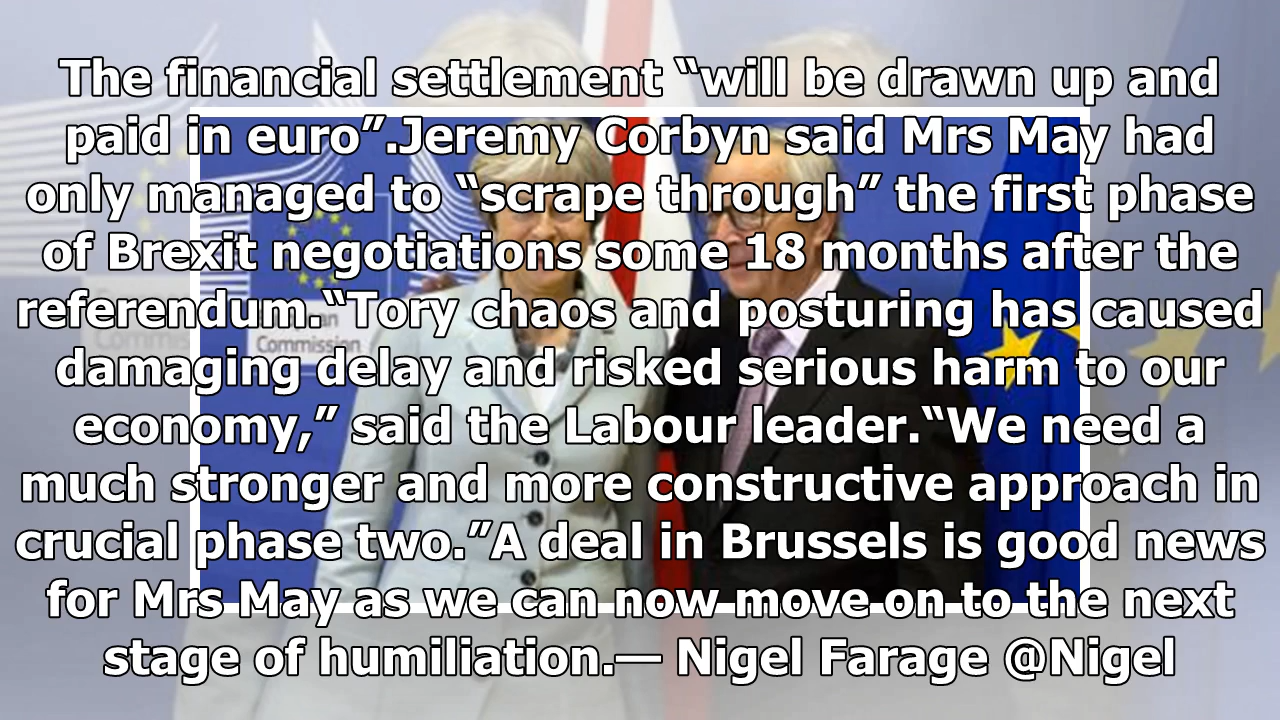 The financial settlement “will be drawn up and
paid in euro”.Jeremy Corbyn said Mrs May had
only managed to “scrape through” the first phase
of Brexit negotiations some 18 months after the
referendum.“Tory chaos and posturing has caused
damaging delay and risked serious harm to our
economy,” said the Labour leader.“We need a
much stronger and more constructive approach in
crucial phase two.”A deal in Brussels is good news
for Mrs May as we can now move on to the next
stage of humiliation.— Nigel Farage @Nigel
Commission